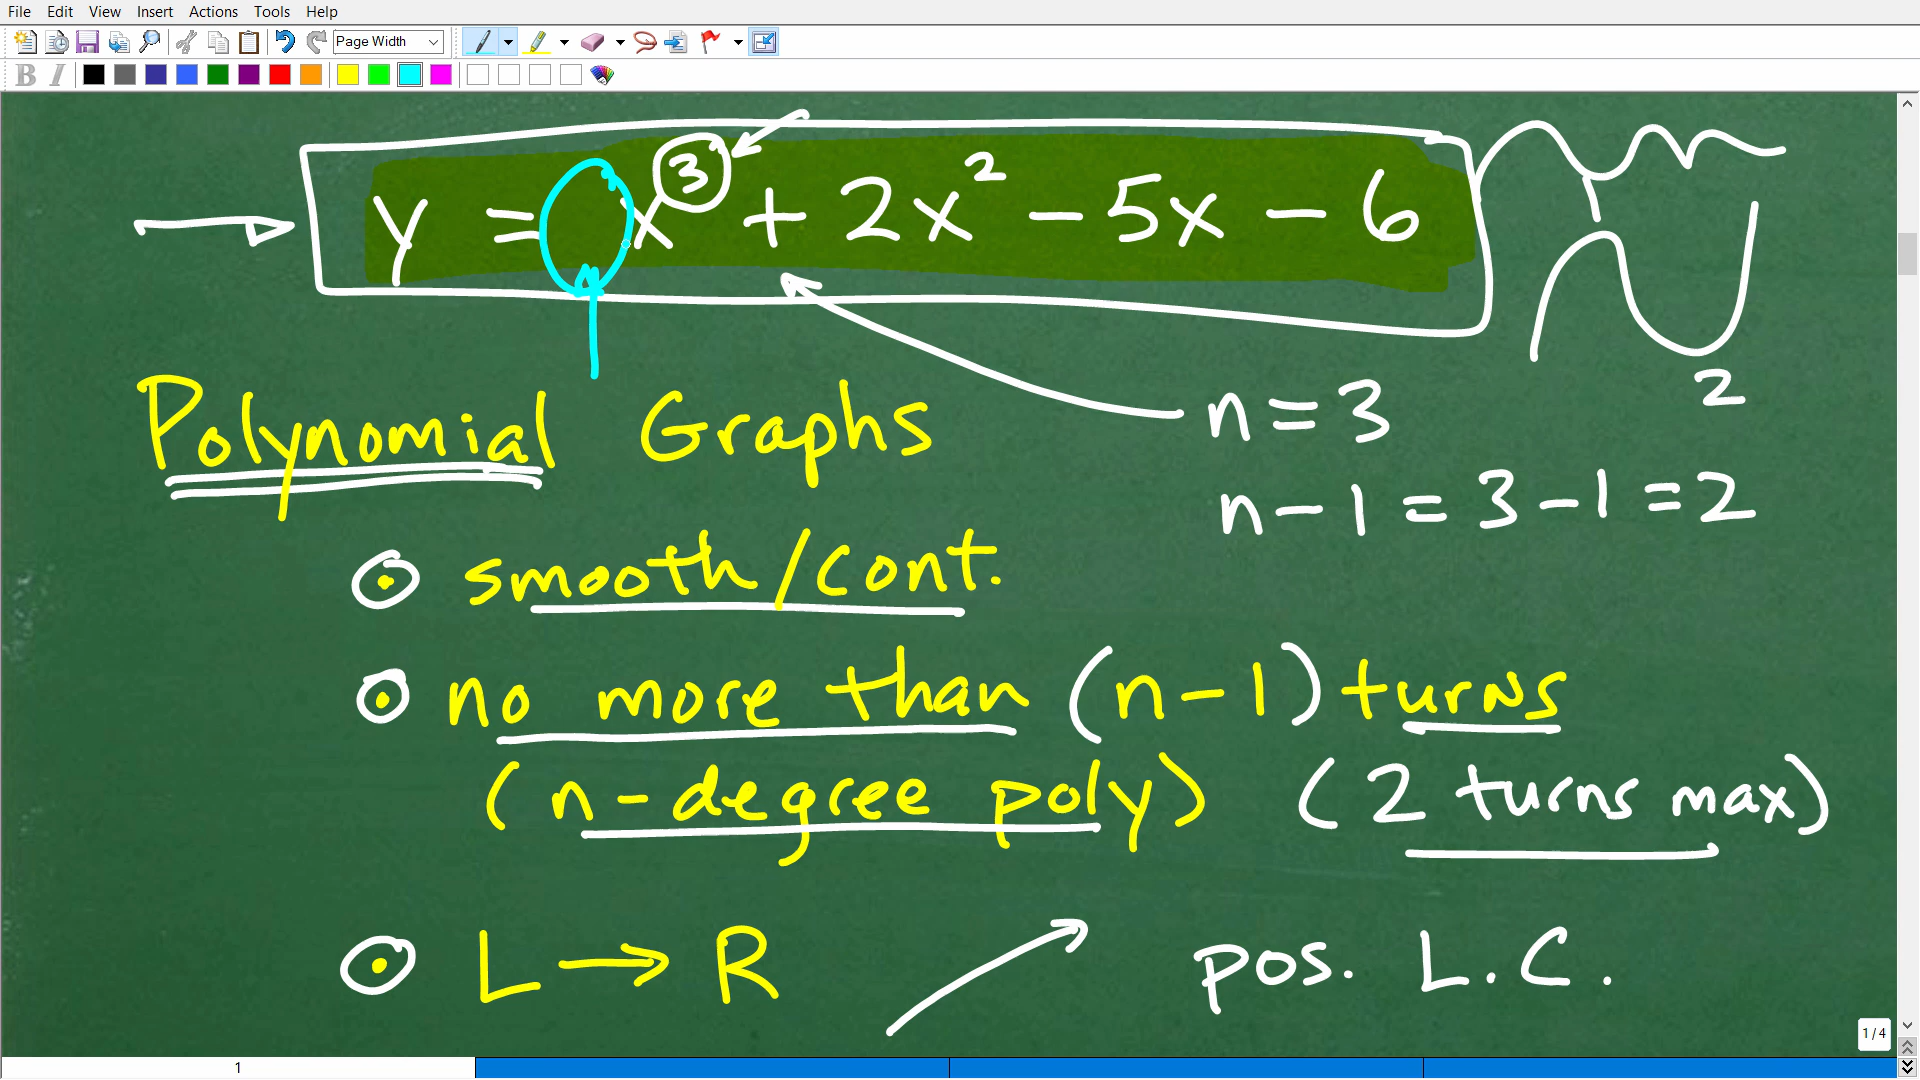 File Edit View Insert Actions Tools Help
Page Width
B I
y = x³ + 2x² - 5x - 6
2
n = 3
Polynomial Graphs
n - 1 = 3 - 1 = 2
smooth/cont.
no more than (n-1) turns
(n-degree poly) (2 turns max)
L → R pos. L.C.
1 / 4
1